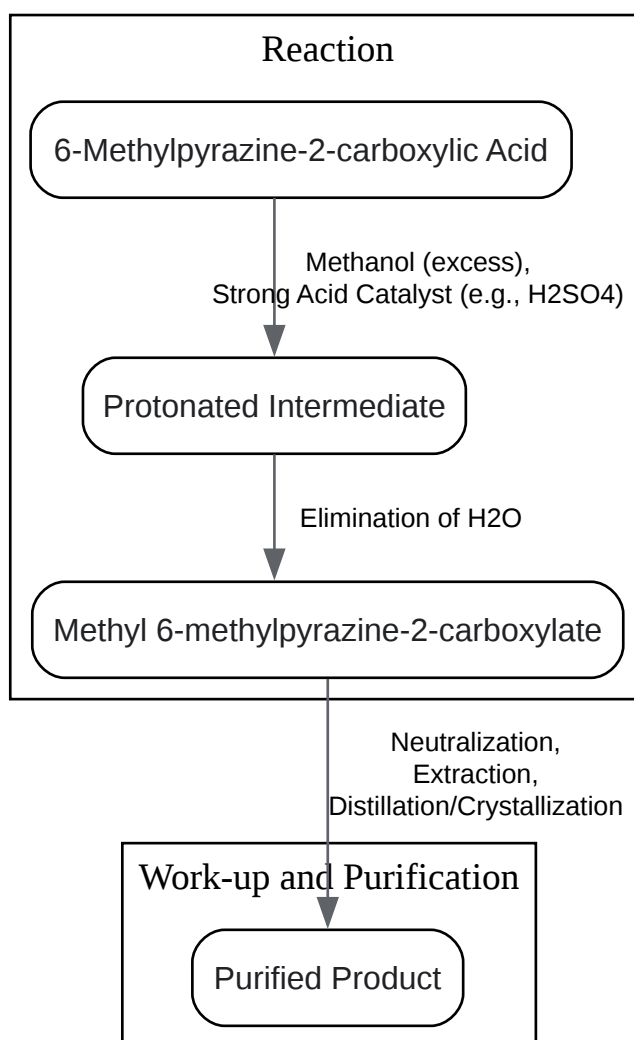 Reaction
6-Methylpyrazine-2-carboxylic Acid
Methanol (excess),
Strong Acid Catalyst (e.g., H2SO4)
Protonated Intermediate
Elimination of H2O
Methyl 6-methylpyrazine-2-carboxylate
Neutralization,
Extraction,
Distillation/Crystallization
Work-up and Purification
Purified Product